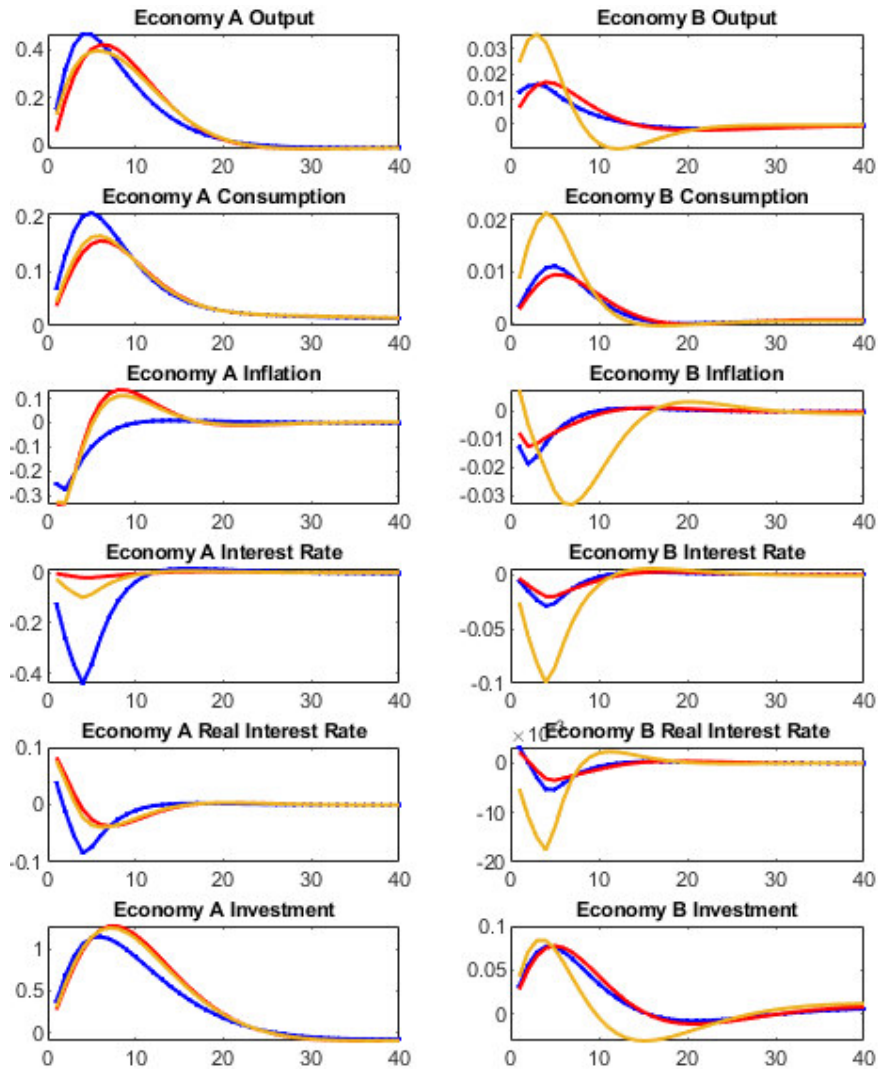 Economy A Output
0.4
0.2
0
0 10 20 30 40
Economy B Output
0.03
0.02
0.01
0
0 10 20 30 40
Economy A Consumption
0.2
0.1
0
0 10 20 30 40
Economy B Consumption
0.02
0.01
0
0 10 20 30 40
Economy A Inflation
0.1
0
-0.1
-0.2
-0.3
0 10 20 30 40
Economy B Inflation
0
-0.01
-0.02
-0.03
0 10 20 30 40
Economy A Interest Rate
0
-0.2
-0.4
0 10 20 30 40
Economy B Interest Rate
0
-0.05
-0.1
0 10 20 30 40
Economy A Real Interest Rate
0.1
0
-0.1
0 10 20 30 40
×10 Economy B Real Interest Rate
0
-10
-20
0 10 20 30 40
Economy A Investment
1
0.5
0
0 10 20 30 40
Economy B Investment
0.1
0.05
0
0 10 20 30 40